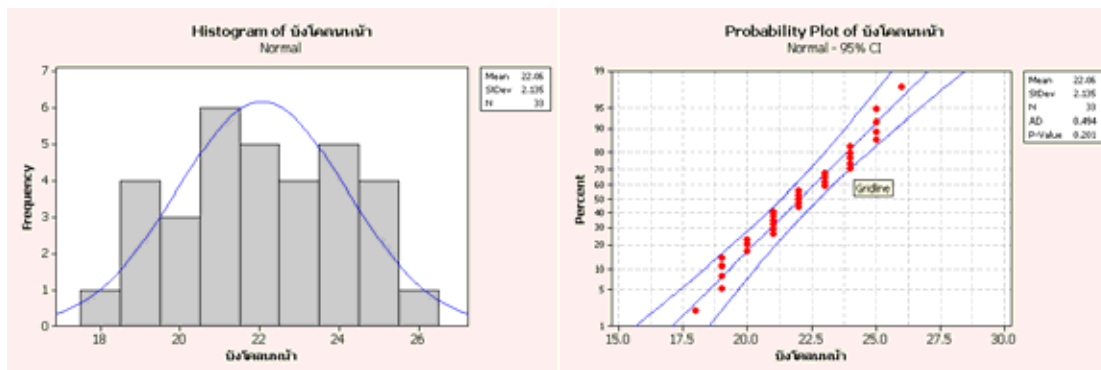 Histogram of บังโคลนหน้า
Normal
Mean 22.06
StDev 2.135
N 33
7
6
5
4
3
2
1
0
Frequency
18 20 22 24 26
บังโคลนหน้า
Probability Plot of บังโคลนหน้า
Normal - 95% CI
Mean 22.06
StDev 2.135
N 33
AD 0.494
P-Value 0.201
99
95
90
80
70
60
50
40
30
20
10
5
1
Percent
Gridline
15.0 17.5 20.0 22.5 25.0 27.5 30.0
บังโคลนหน้า